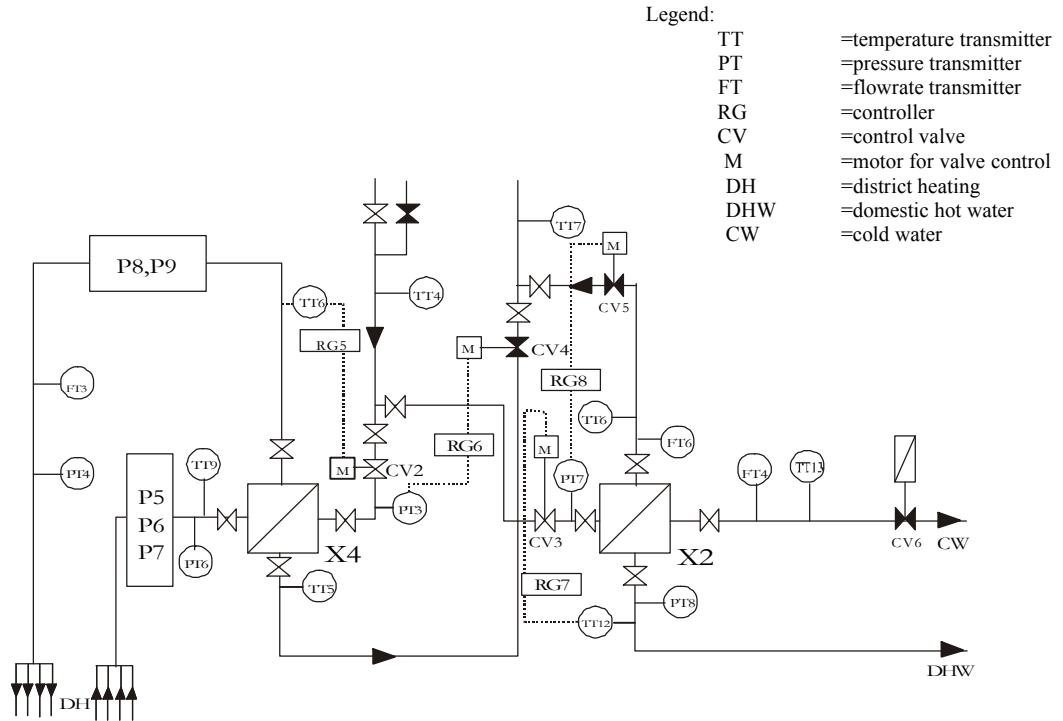 Legend:
TT =temperature transmitter
PT =pressure transmitter
FT =flowrate transmitter
RG =controller
CV =control valve
M =motor for valve control
DH =district heating
DHW =domestic hot water
CW =cold water
TT7
M
P8,P9
CV5
TT6
TT4
RG5
M
CV4
FT3
RG8
TT6
M
RG6
FT6
PT4
TT9
M
CV2
PT7
FT4
TT13
P5
P6
P7
PT3
PT6
X4
CV3
X2
CV6
CW
TT5
RG7
PT8
TT12
DHW
DH